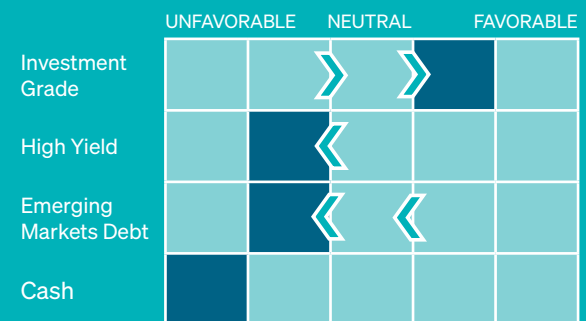 UNFAVORABLE NEUTRAL FAVORABLE
Investment
Grade
High Yield
Emerging
Markets Debt
Cash